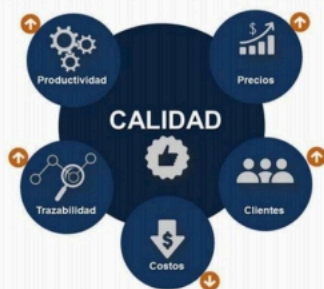 Productividad
Precios
CALIDAD
$
Trazabilidad
Clientes
$
Costos